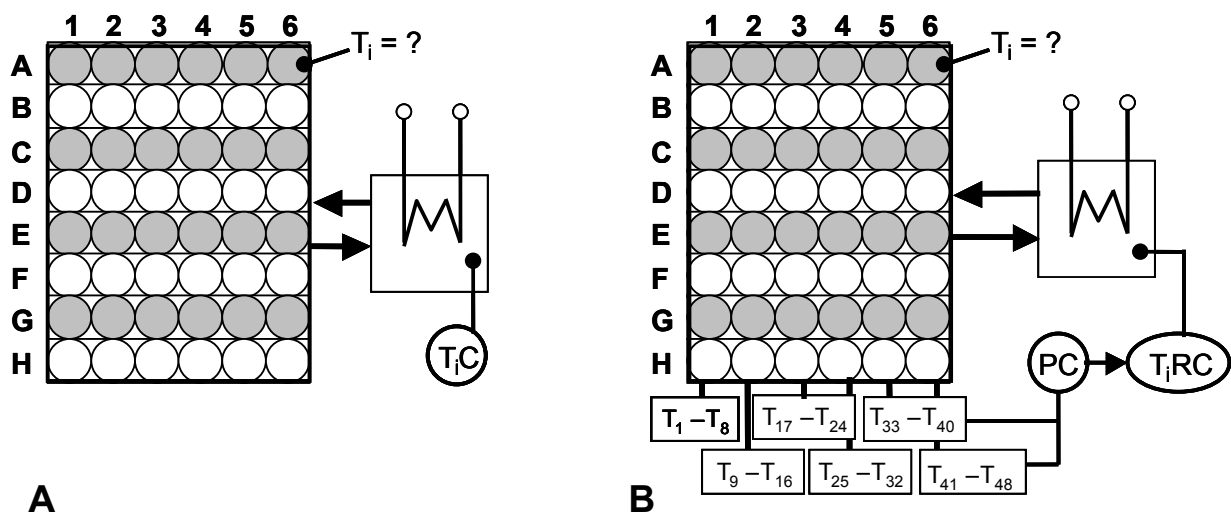 1 2 3 4 5 6
Tᵢ = ?
A
B
C
D
E
F
G
H
TᵢC
A
1 2 3 4 5 6
Tᵢ = ?
A
B
C
D
E
F
G
H
PC
TᵢRC
T₁ –T₈
T₁₇ –T₂₄
T₃₃ –T₄₀
T₉ –T₁₆
T₂₅ –T₃₂
T₄₁ –T₄₈
B